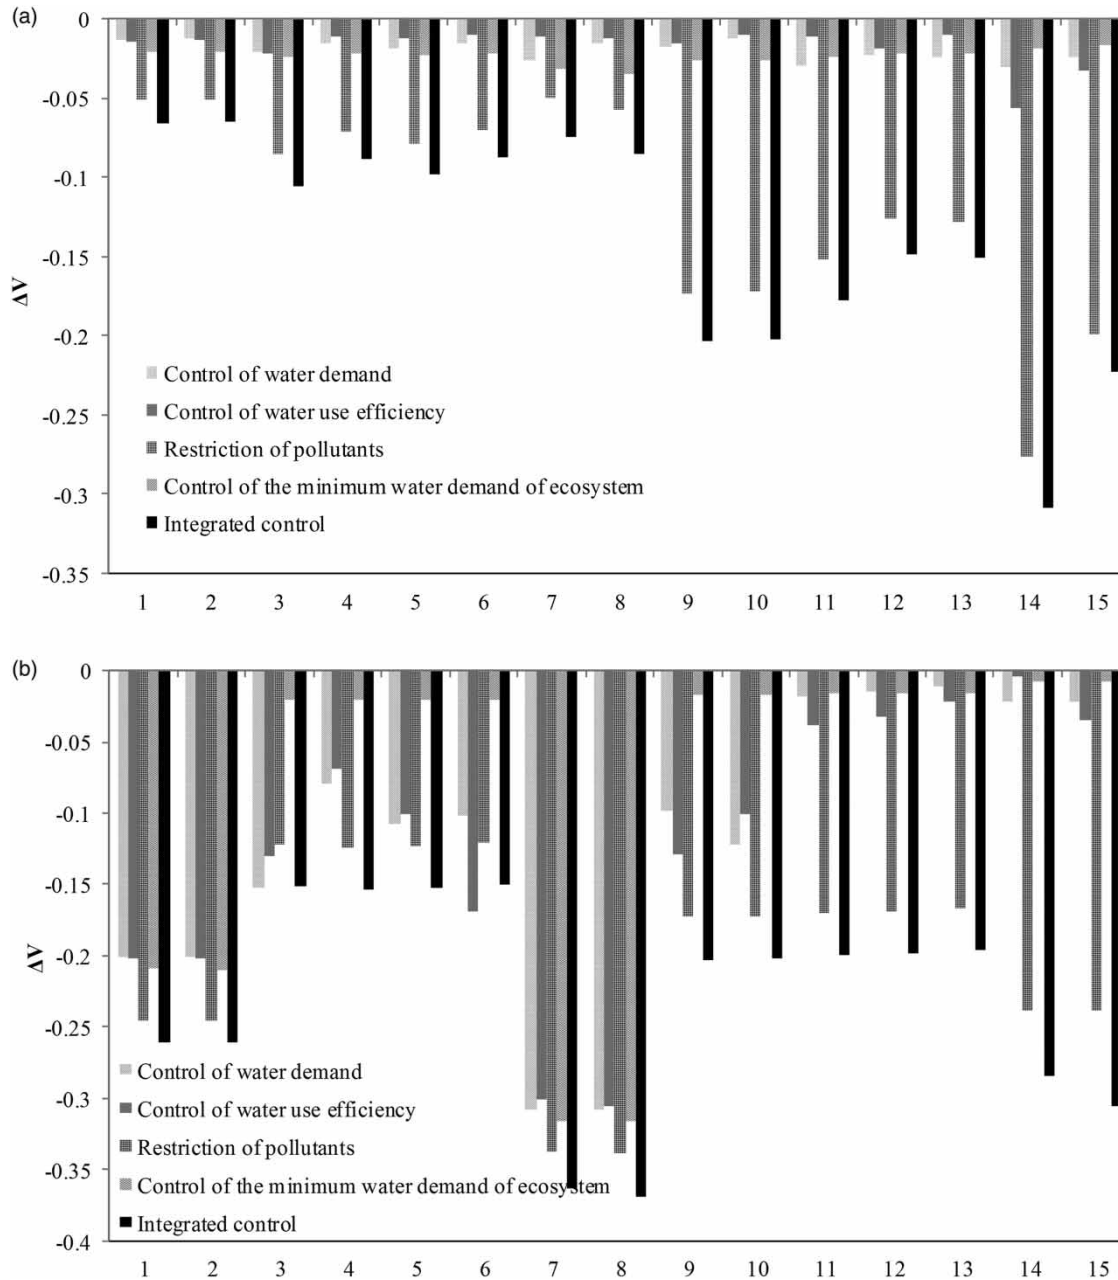 (a)
0
-0.05
-0.1
-0.15
-0.2
-0.25
-0.3
-0.35
ΔV
Control of water demand
Control of water use efficiency
Restriction of pollutants
Control of the minimum water demand of ecosystem
Integrated control
1 2 3 4 5 6 7 8 9 10 11 12 13 14 15
(b)
0
-0.05
-0.1
-0.15
-0.2
-0.25
-0.3
-0.35
-0.4
ΔV
Control of water demand
Control of water use efficiency
Restriction of pollutants
Control of the minimum water demand of ecosystem
Integrated control
1 2 3 4 5 6 7 8 9 10 11 12 13 14 15